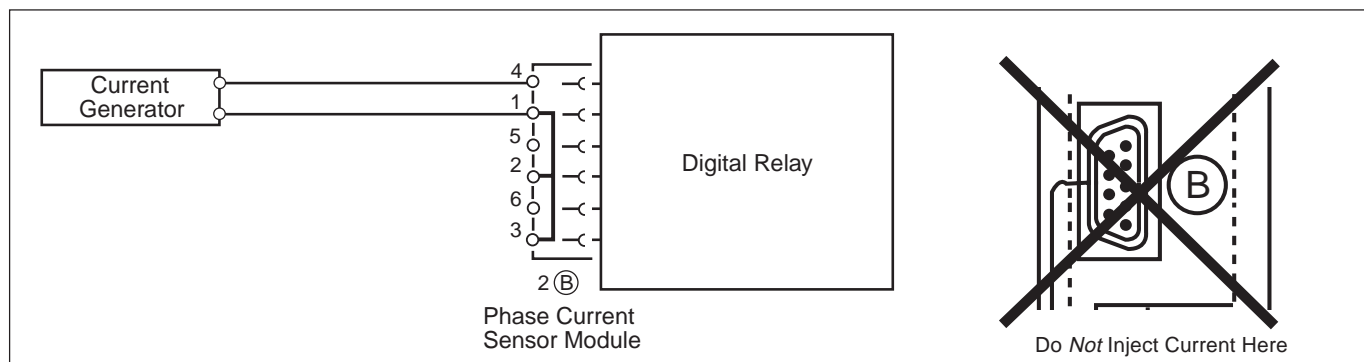 Current
Generator
4
1
5
2
6
3
2 B
Phase Current
Sensor Module
Digital Relay
B
Do Not Inject Current Here